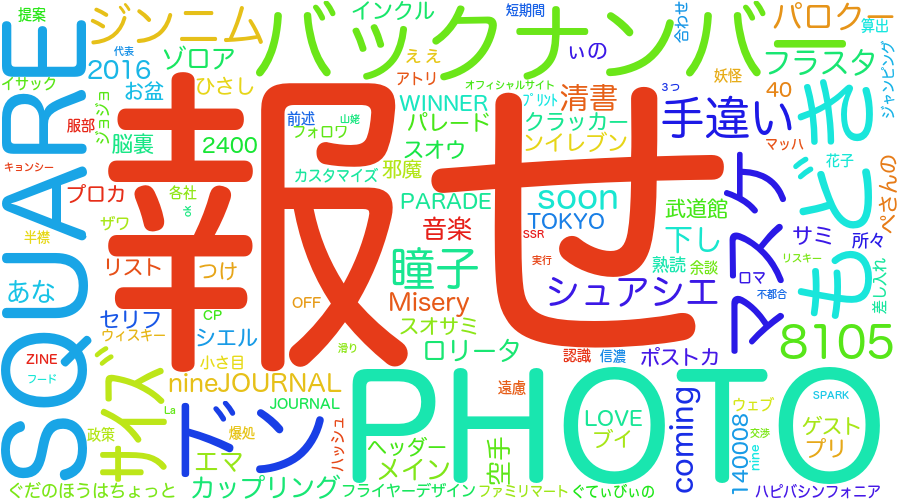 提案
代表
インクル
短期間
合わせ
パロクー
算出
ジンニム
バックナンバー
イサック
2016
ゾロア
ええ
ぃの
フラスタ
お盆
ひさし
アトリ
オフィシャルサイト
妖怪
40
ジャンピング
SQUARE
ジョジョ
服部
脳裏
2400
前述
フォロワ
山姥
WINNER
プリント
清書
3つ
手違い
パレード
クラッカー
スオウ
ンイレブン
マッハ
もどき
花子
キョンシー
プロカ
各社
ok
カスタマイズ
邪魔
報せ
ぺさんの
半襟
ザワ
PARADE
soon
武道館
マスケ
音楽
TOKYO
SSR
下し
サミ
所々
リスト
つけ
瞳子
実行
熟読
余談
ロマ
リスキー
あな
OFF
Misery
シュアシエ
不都合
差し入れ
セリフ
CP
ウィスキー
シエル
スオサミ
ロリータ
8105
ZINE
フード
小さ目
滑り
認識
信濃
ポストカ
サイズ
nineJOURNAL
遠慮
PHOTO
SPARK
La
JOURNAL
LOVE
coming
ウェブ
政策
ドン
爆処
ハッシュ
ヘッダー
空手
ブイ
140008
交渉
ゲスト
エマ
メイン
nine
プリ
ぐだのほうはちょっと
カップリング
フライヤーデザイン
ファミリマート
ぐてぃびぃの
ハピバシンフォニア